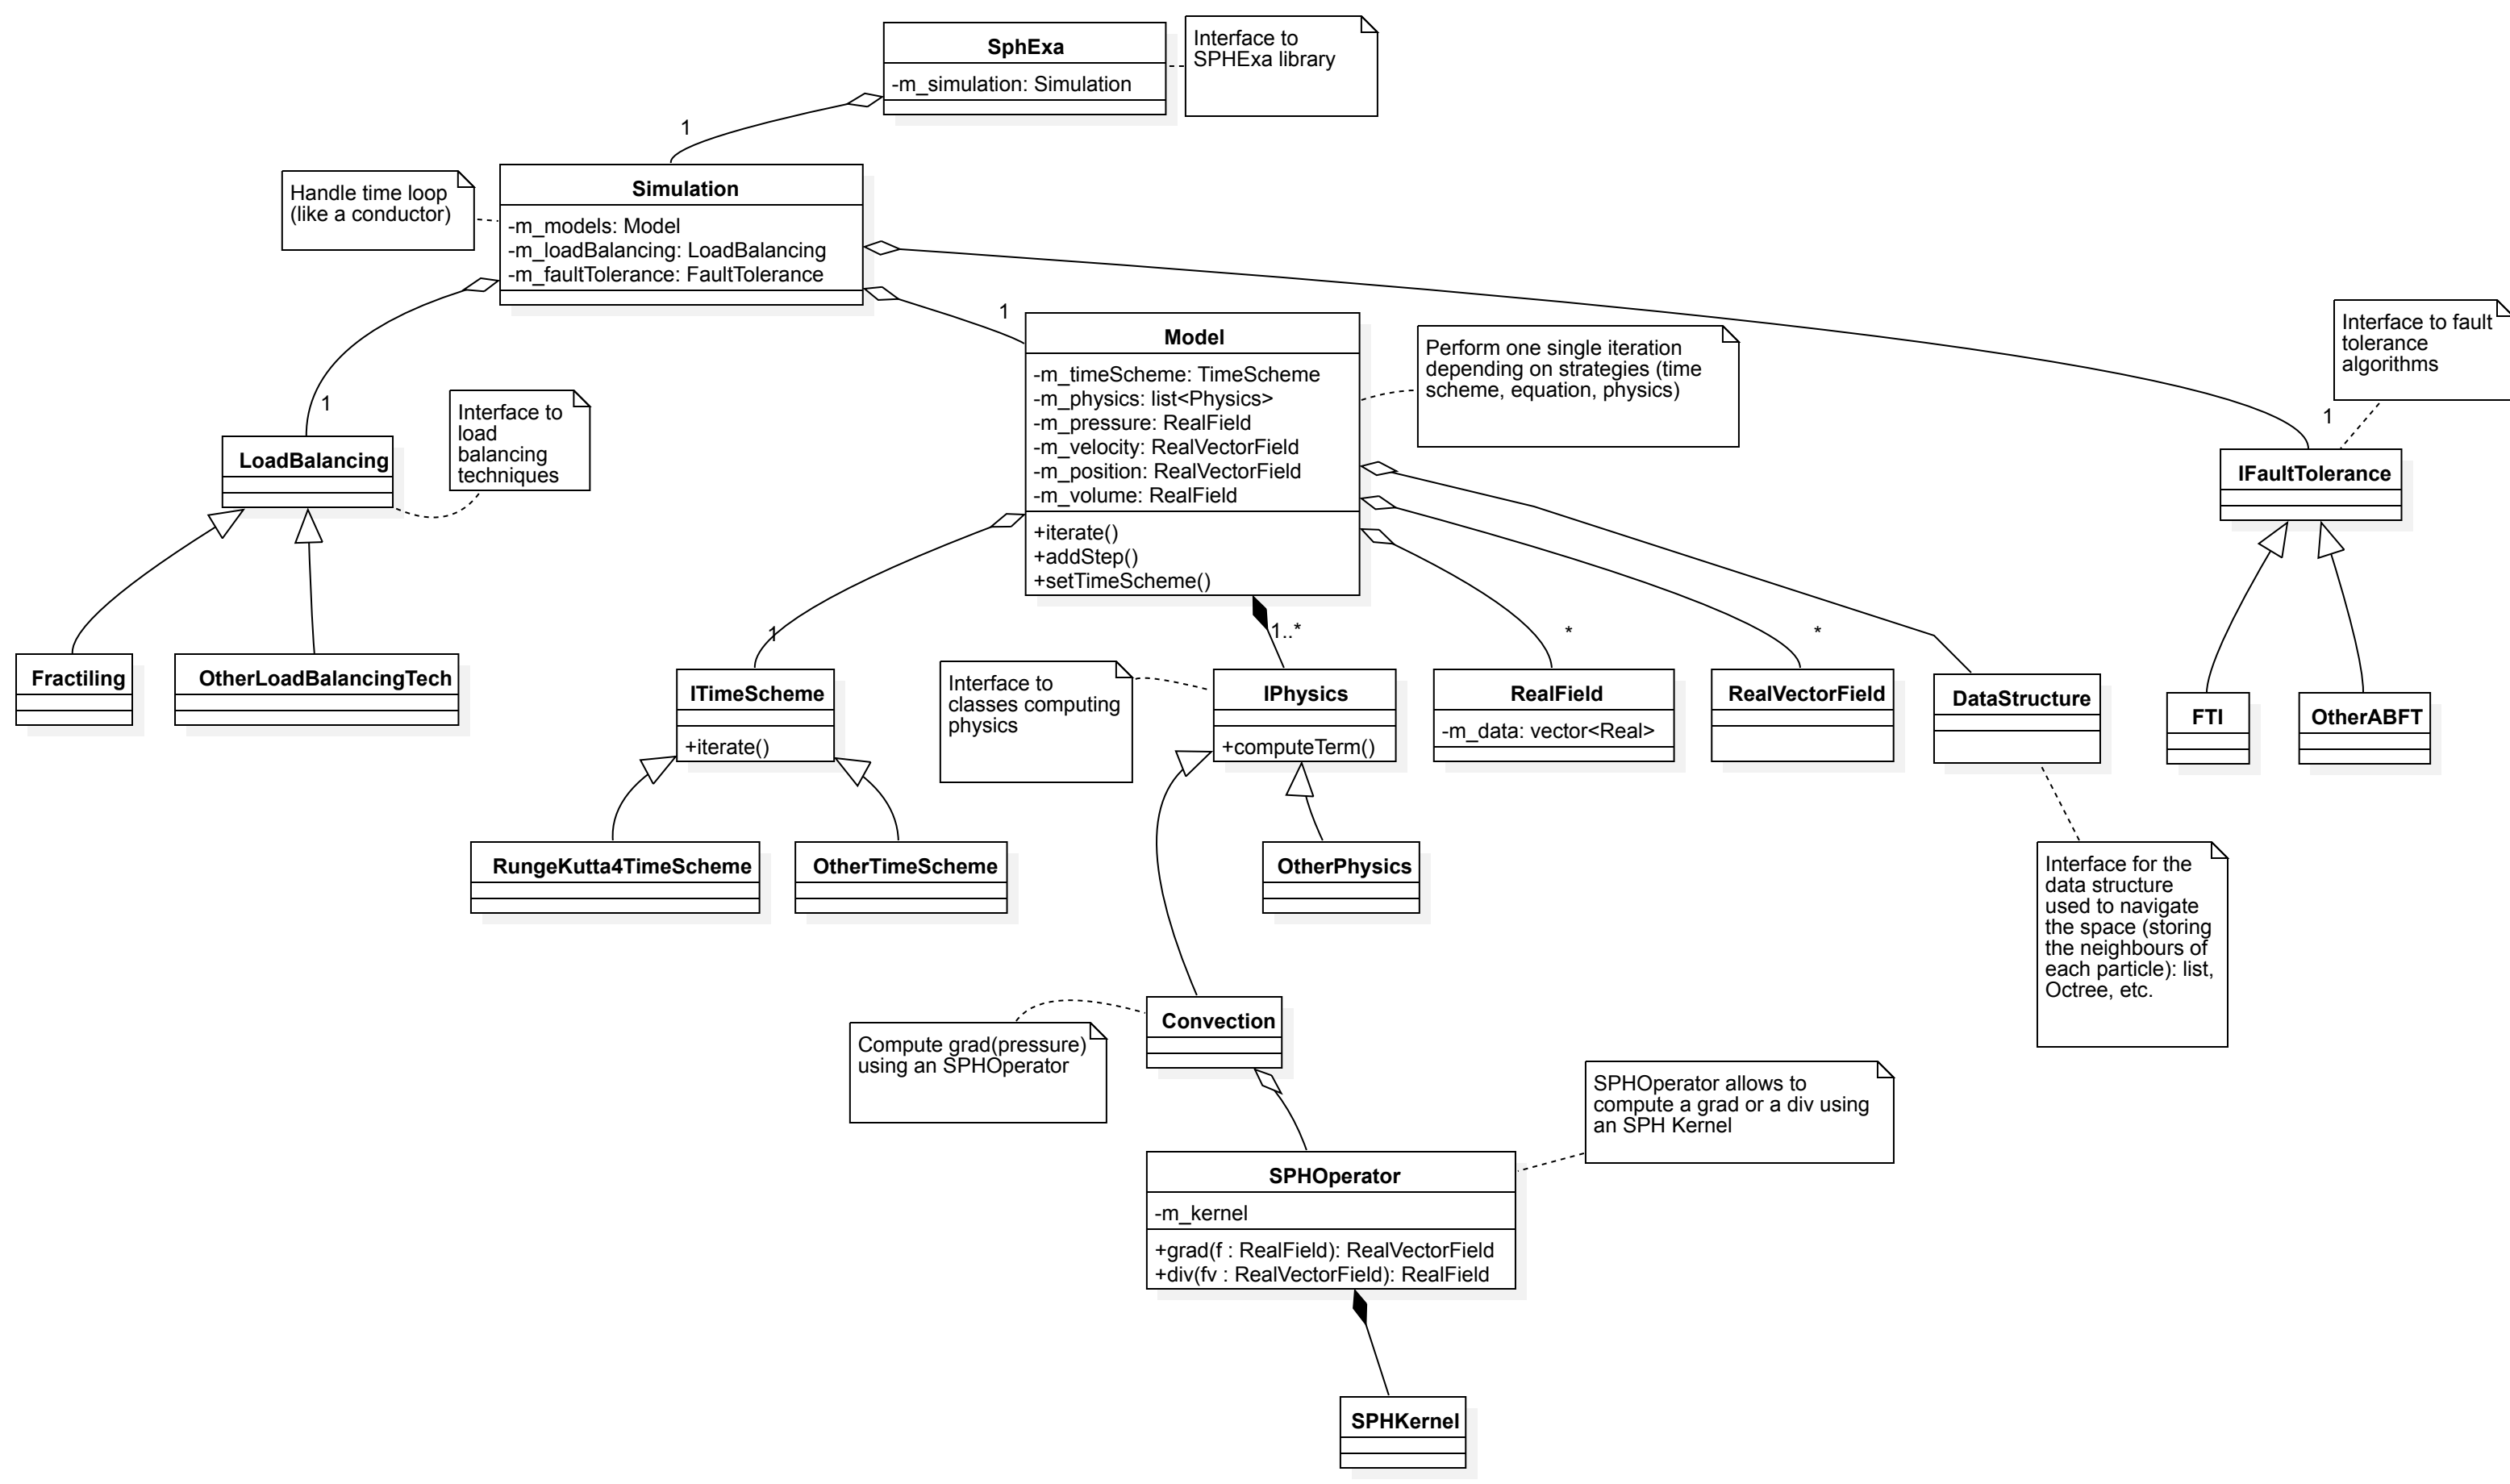 SphExa
-m_simulation: Simulation
Interface to
SPHExa library
1
Simulation
-m_models: Model
-m_loadBalancing: LoadBalancing
-m_faultTolerance: FaultTolerance
Handle time loop
(like a conductor)
1
Model
-m_timeScheme: TimeScheme
-m_physics: list<Physics>
-m_pressure: RealField
-m_velocity: RealVectorField
-m_position: RealVectorField
-m_volume: RealField
+iterate()
+addStep()
+setTimeScheme()
Perform one single iteration
depending on strategies (time
scheme, equation, physics)
Interface to fault
tolerance
algorithms
1
IFaultTolerance
1
LoadBalancing
Interface to
load
balancing
techniques
Fractiling
OtherLoadBalancingTech
1
ITimeScheme
+iterate()
Interface to
classes computing
physics
1..*
IPhysics
+computeTerm()
*
RealField
-m_data: vector<Real>
*
RealVectorField
DataStructure
FTI
OtherABFT
RungeKutta4TimeScheme
OtherTimeScheme
OtherPhysics
Interface for the
data structure
used to navigate
the space (storing
the neighbours of
each particle): list,
Octree, etc.
Convection
Compute grad(pressure)
using an SPHOperator
SPHOperator allows to
compute a grad or a div using
an SPH Kernel
SPHOperator
-m_kernel
+grad(f : RealField): RealVectorField
+div(fv : RealVectorField): RealField
SPHKernel